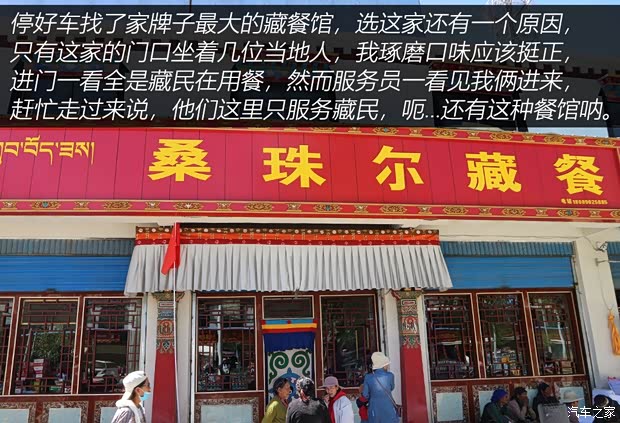 停好车找了家牌子最大的藏餐馆，选这家还有一个原因，
只有这家的门口坐着几位当地人，我琢磨口味应该挺正，
进门一看全是藏民在用餐，然而服务员一看见我俩进来，
赶忙走过来说，他们这里只服务藏民，呃...还有这种餐馆呐。
བོད་ཟས།
桑珠尔藏餐
汽车之家